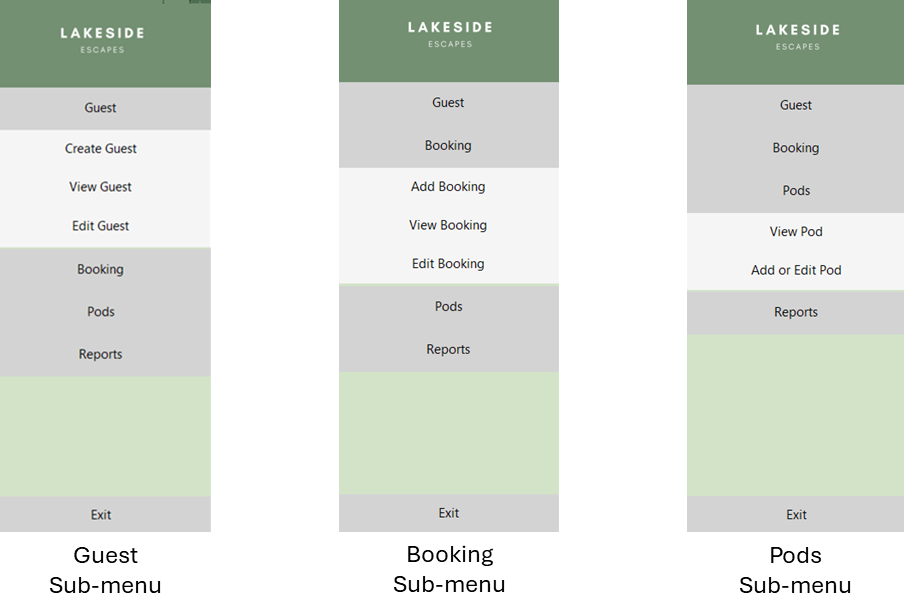 LAKESIDE
ESCAPES
Guest
Create Guest
View Guest
Edit Guest
Booking
Pods
Reports
Exit
Guest
Sub-menu
LAKESIDE
ESCAPES
Guest
Booking
Add Booking
View Booking
Edit Booking
Pods
Reports
Exit
Booking
Sub-menu
LAKESIDE
ESCAPES
Guest
Booking
Pods
View Pod
Add or Edit Pod
Reports
Exit
Pods
Sub-menu